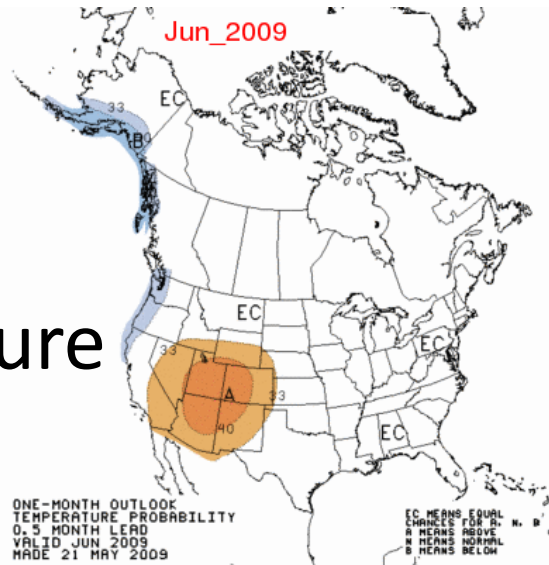 Jun_2009
33
EC
B
EC
ure
33
EC
A
33
40
EC
ONE-MONTH OUTLOOK
TEMPERATURE PROBABILITY
0.5 MONTH LEAD
VALID JUN 2009
MADE 21 MAY 2009
EC MEANS EQUAL
CHANCES FOR A, N, B
A MEANS ABOVE
N MEANS NORMAL
B MEANS BELOW